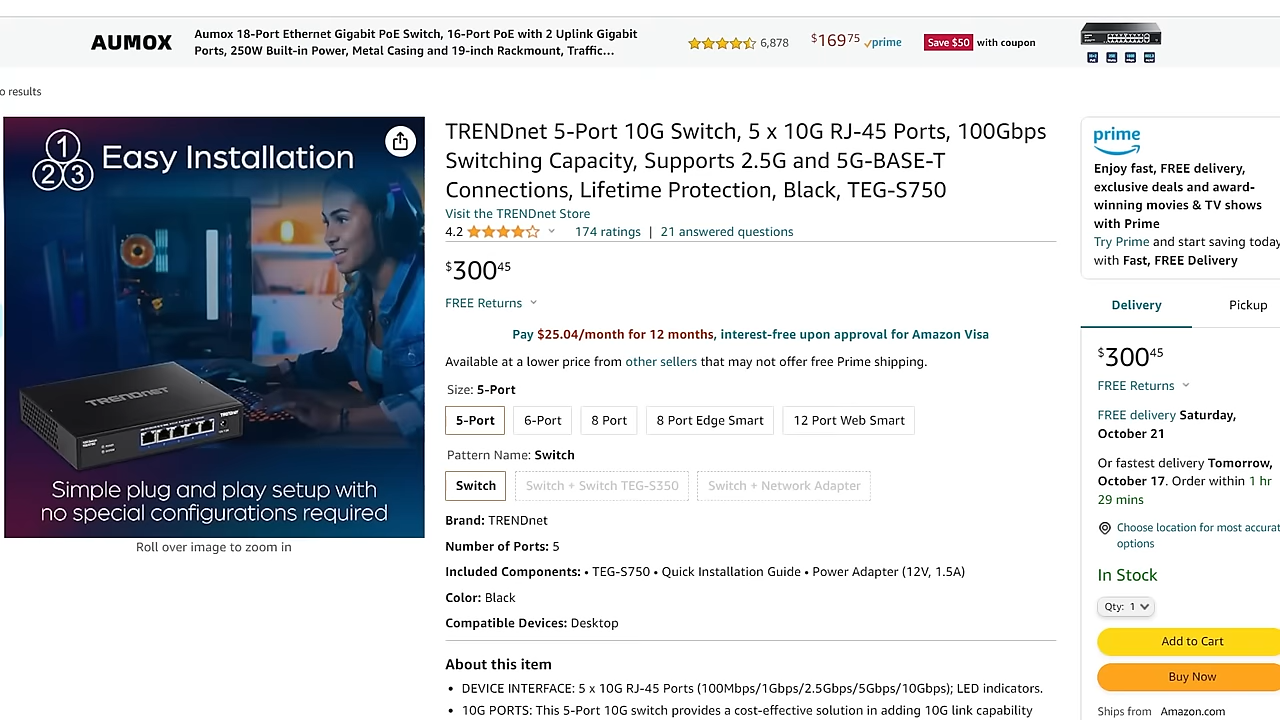 AUMOX
Aumox 18-Port Ethernet Gigabit PoE Switch, 16-Port PoE with 2 Uplink Gigabit
Ports, 250W Built-in Power, Metal Casting and 19-inch Rackmount, Traffic...
6,878
$16975
prime
Save $50 with coupon
o results
1
2 3
Easy Installation
TRENDnet
TRENDnet
Simple plug and play setup with
no special configurations required
Roll over image to zoom in
TRENDnet 5-Port 10G Switch, 5 x 10G RJ-45 Ports, 100Gbps
Switching Capacity, Supports 2.5G and 5G-BASE-T
Connections, Lifetime Protection, Black, TEG-S750
Visit the TRENDnet Store
4.2 174 ratings | 21 answered questions
$30045
FREE Returns
Pay $25.04/month for 12 months, interest-free upon approval for Amazon Visa
Available at a lower price from other sellers that may not offer free Prime shipping.
Size: 5-Port
5-Port 6-Port 8 Port 8 Port Edge Smart 12 Port Web Smart
Pattern Name: Switch
Switch Switch + Switch TEG-S350 Switch + Network Adapter
Brand: TRENDnet
Number of Ports: 5
Included Components: • TEG-S750 • Quick Installation Guide • Power Adapter (12V, 1.5A)
Color: Black
Compatible Devices: Desktop
About this item
• DEVICE INTERFACE: 5 x 10G RJ-45 Ports (100Mbps/1Gbps/2.5Gbps/5Gbps/10Gbps); LED indicators.
• 10G PORTS: This 5-Port 10G switch provides a cost-effective solution in adding 10G link capability
prime
Enjoy fast, FREE delivery,
exclusive deals and award-
winning movies & TV shows
with Prime
Try Prime and start saving today
with Fast, FREE Delivery
Delivery Pickup
$30045
FREE Returns
FREE delivery Saturday,
October 21
Or fastest delivery Tomorrow,
October 17. Order within 1 hr
29 mins
Choose location for most accurat
options
In Stock
Qty: 1
Add to Cart
Buy Now
Ships from Amazon.com